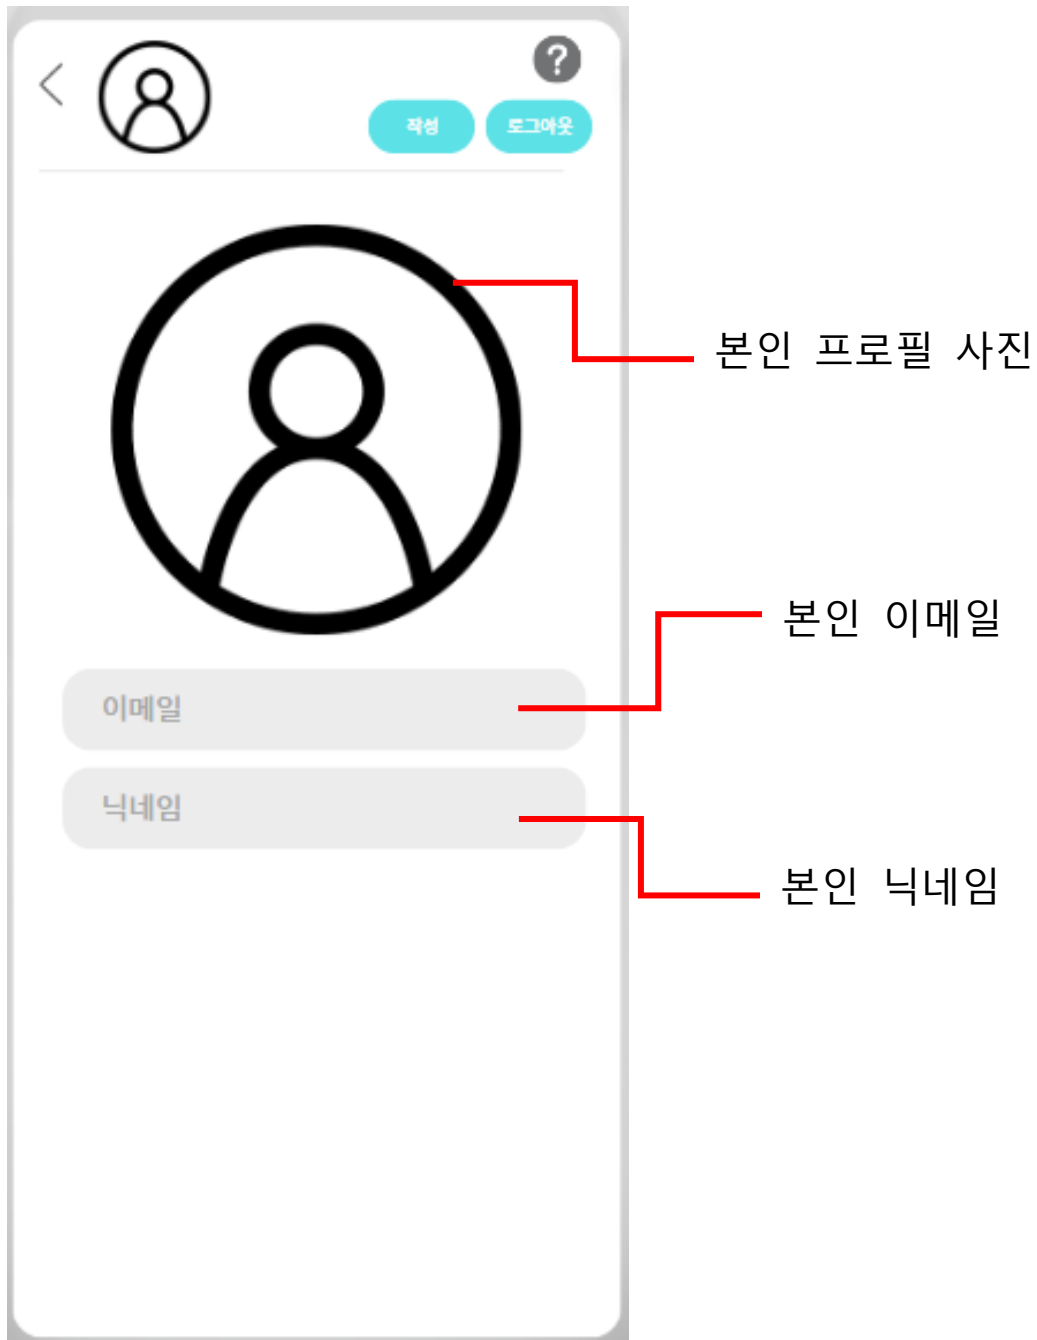 ?
작성
로그아웃
본인 프로필 사진
본인 이메일
이메일
닉네임
본인 닉네임